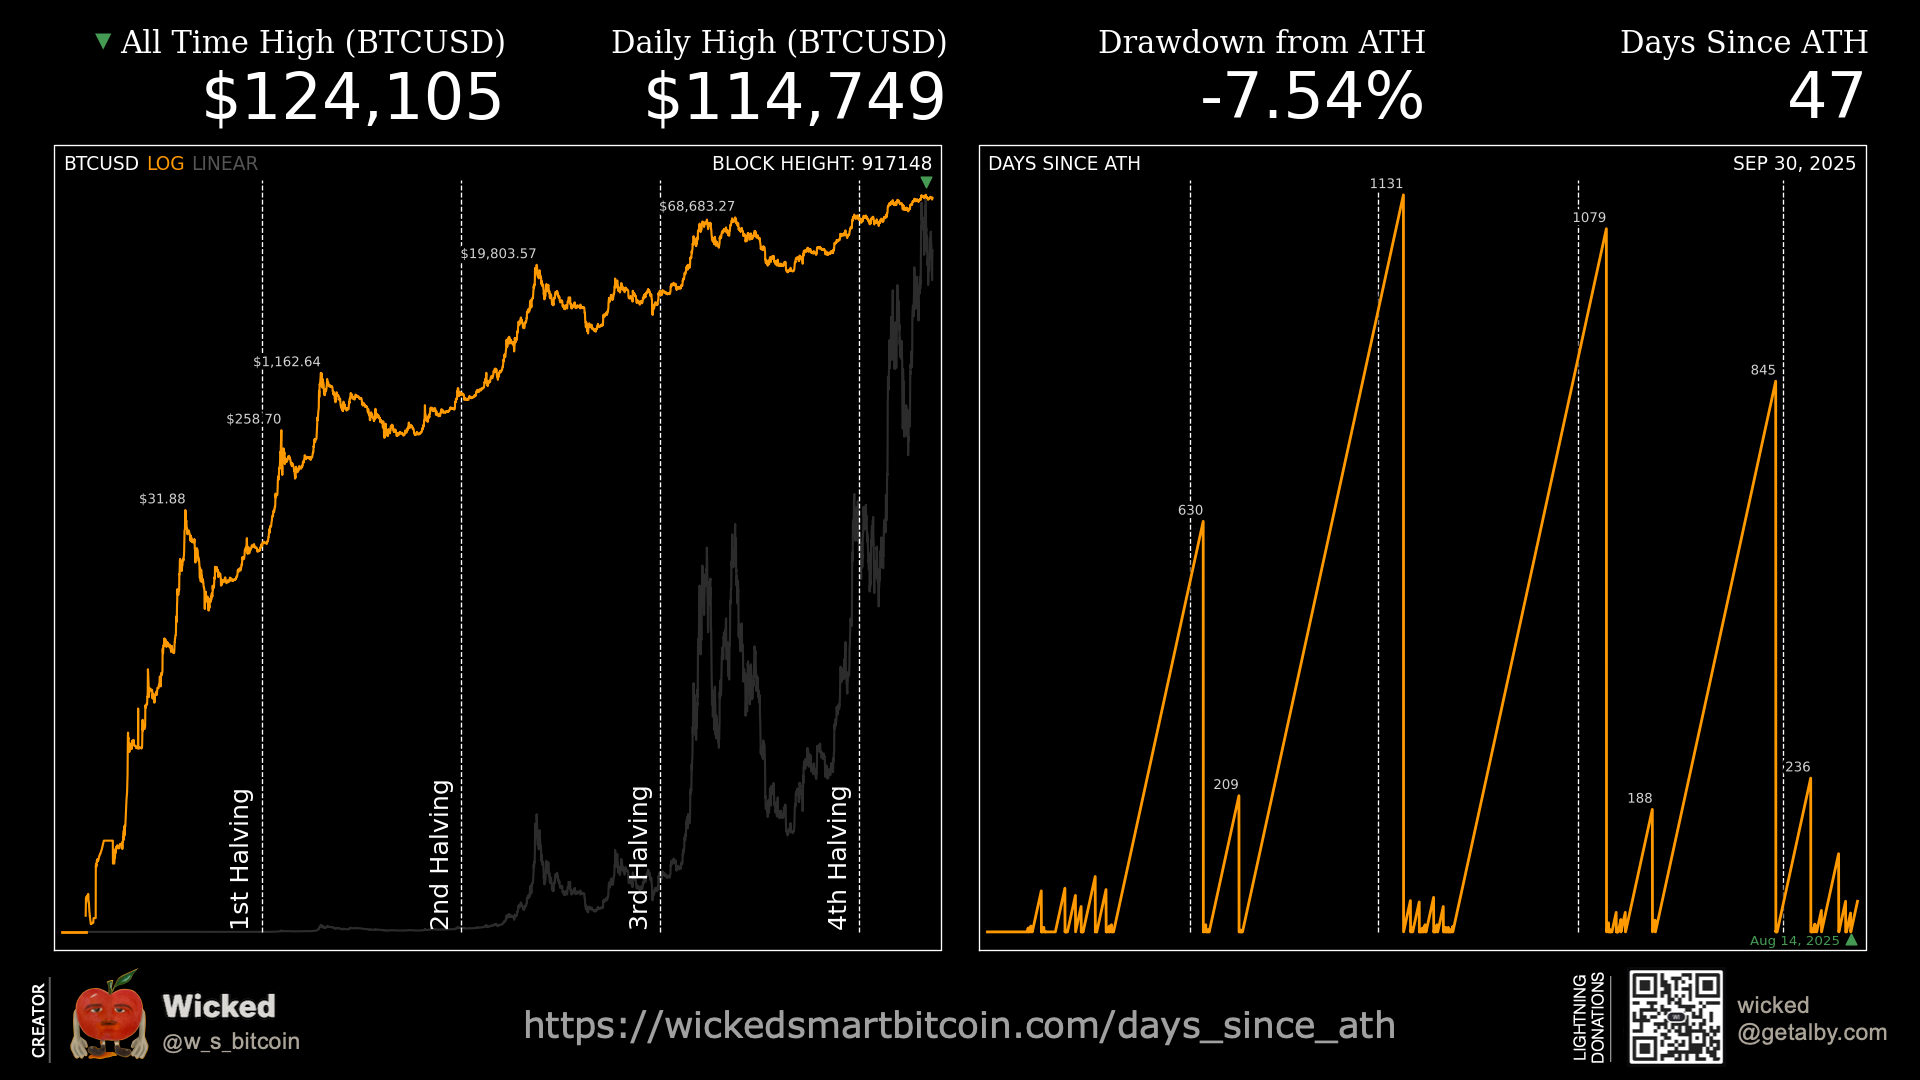 ▼ All Time High (BTCUSD)
$124,105
Daily High (BTCUSD)
$114,749
Drawdown from ATH
-7.54%
Days Since ATH
47
BTCUSD LOG LINEAR
BLOCK HEIGHT: 917148
$68,683.27
$19,803.57
$1,162.64
$258.70
$31.88
1st Halving
2nd Halving
3rd Halving
4th Halving
DAYS SINCE ATH
SEP 30, 2025
1131
1079
845
630
236
209
188
Aug 14, 2025
CREATOR
Wicked
@w_s_bitcoin
https://wickedsmartbitcoin.com/days_since_ath
LIGHTNING
DONATIONS
wicked
@getalby.com